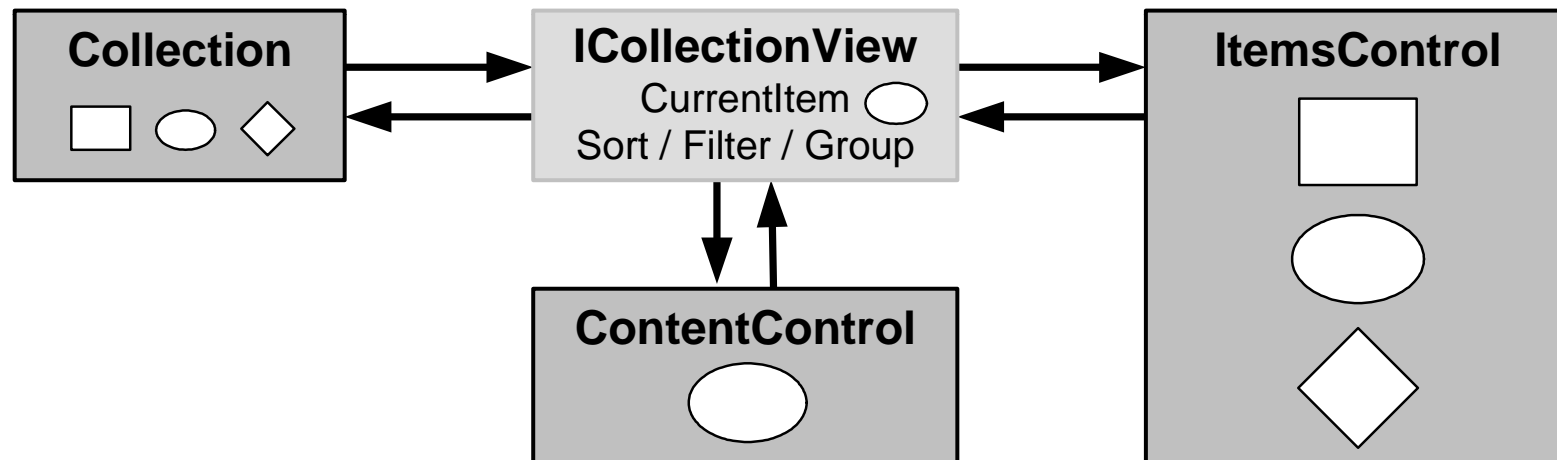 Collection
ICollectionView
CurrentItem
Sort / Filter / Group
ItemsControl
ContentControl